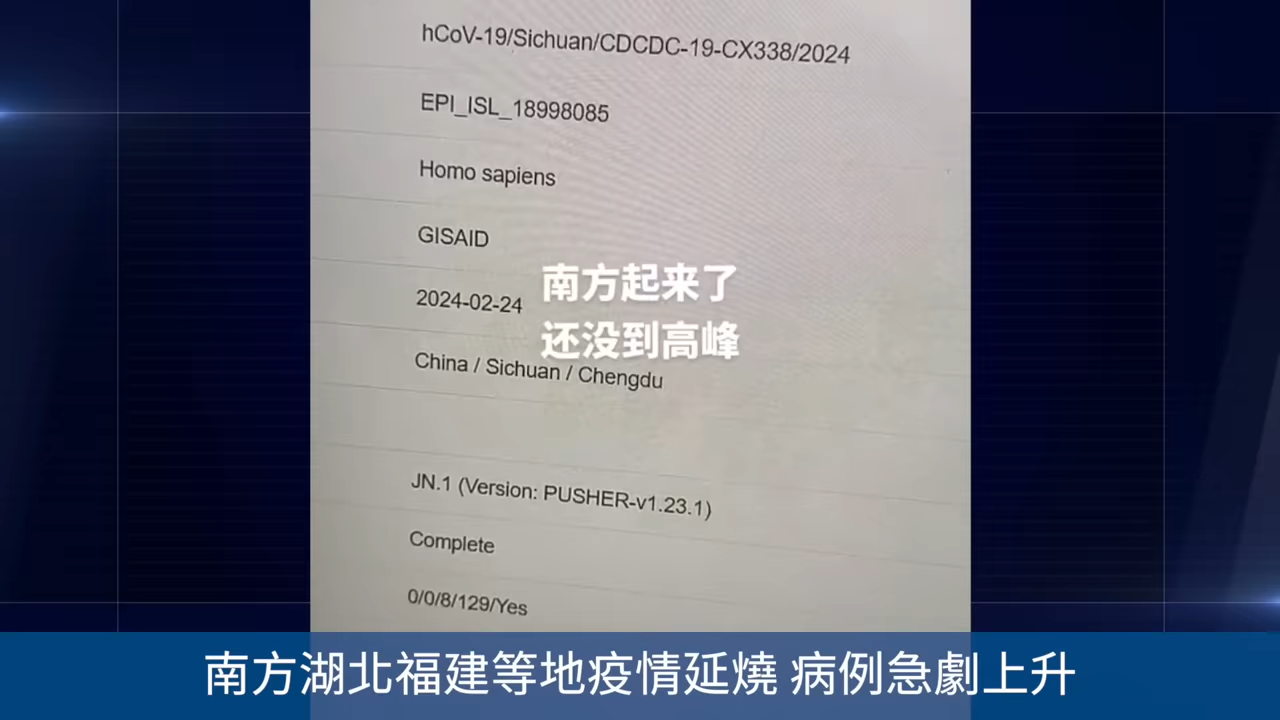 hCoV-19/Sichuan/CDCDC-19-CX338/2024
EPI_ISL_18998085
Homo sapiens
GISAID
2024-02-24
南方起来了
还没到高峰
China / Sichuan / Chengdu
JN.1 (Version: PUSHER-v1.23.1)
Complete
0/0/8/129/Yes
南方湖北福建等地疫情延燒 病例急劇上升